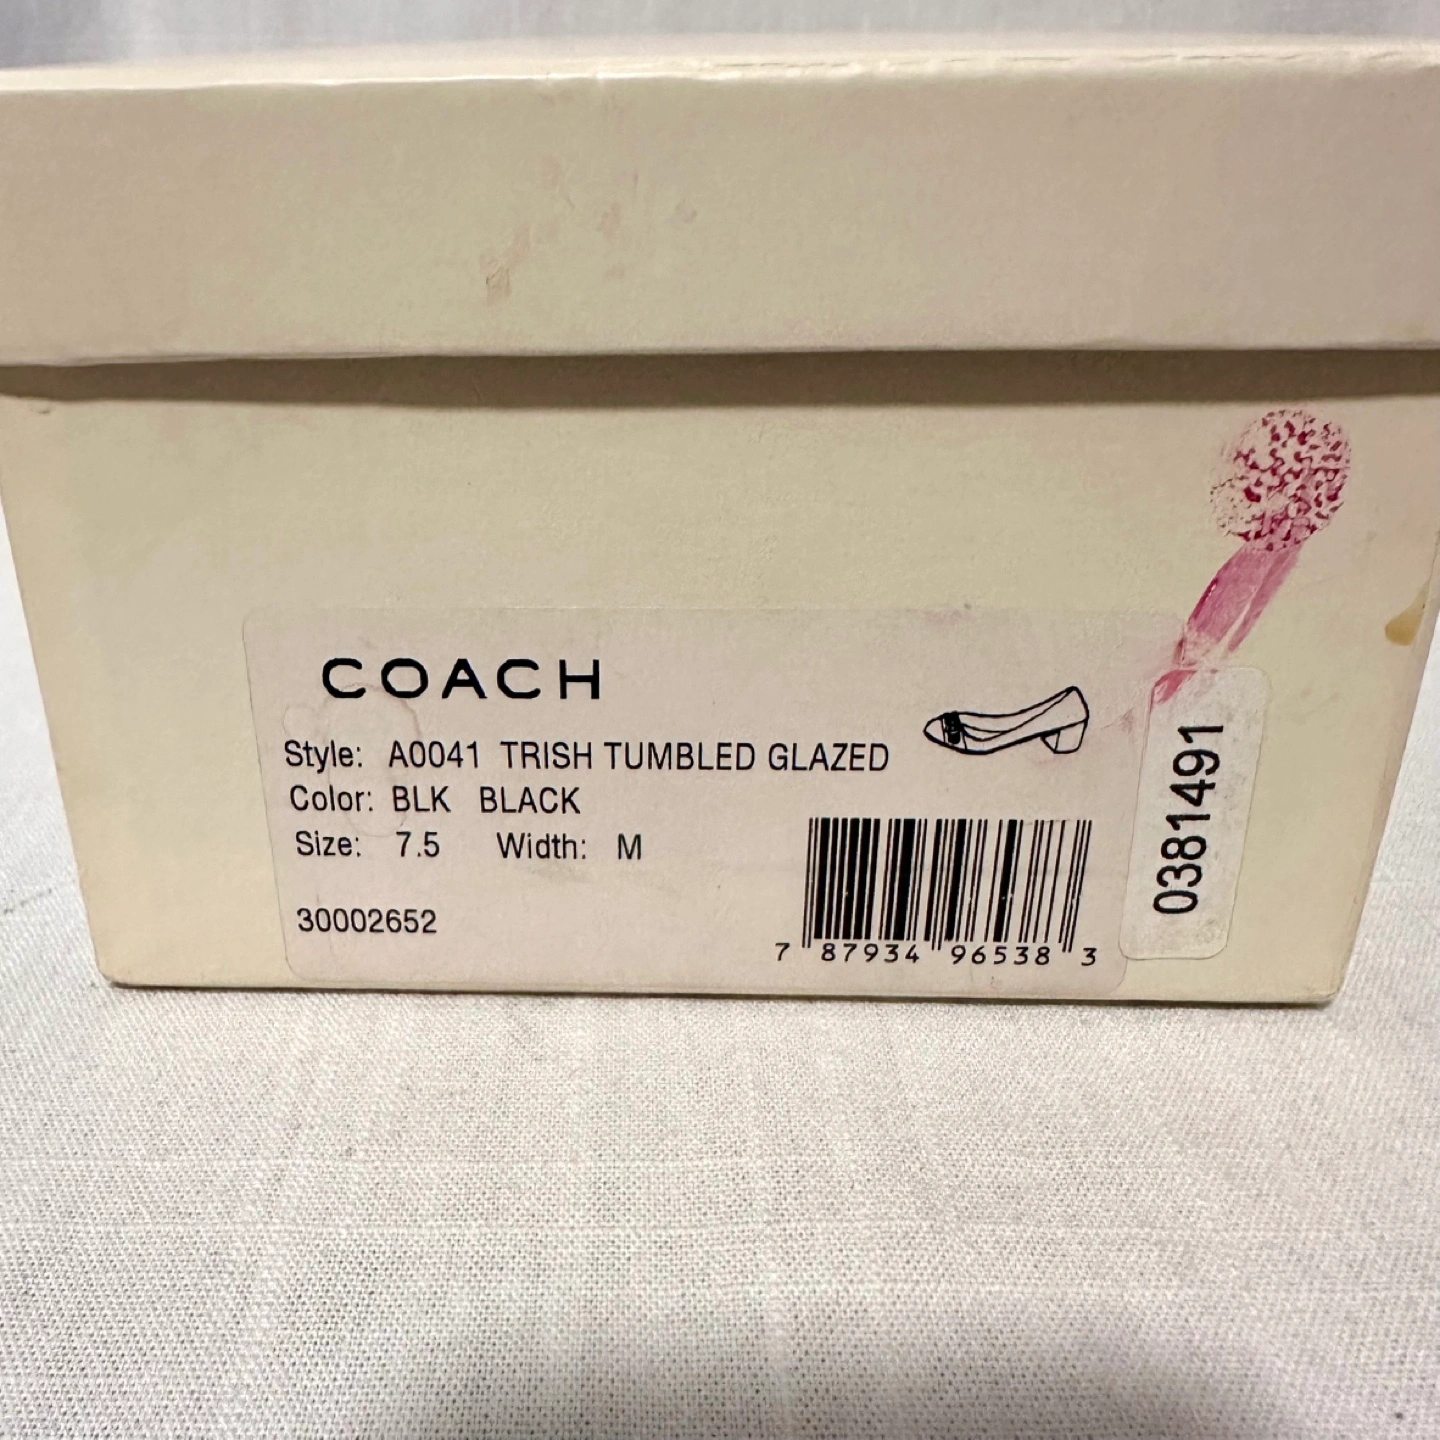 COACH
Style: A0041 TRISH TUMBLED GLAZED
Color: BLK BLACK
Size: 7.5 Width: M
30002652
7 87934 96538 3
0381491